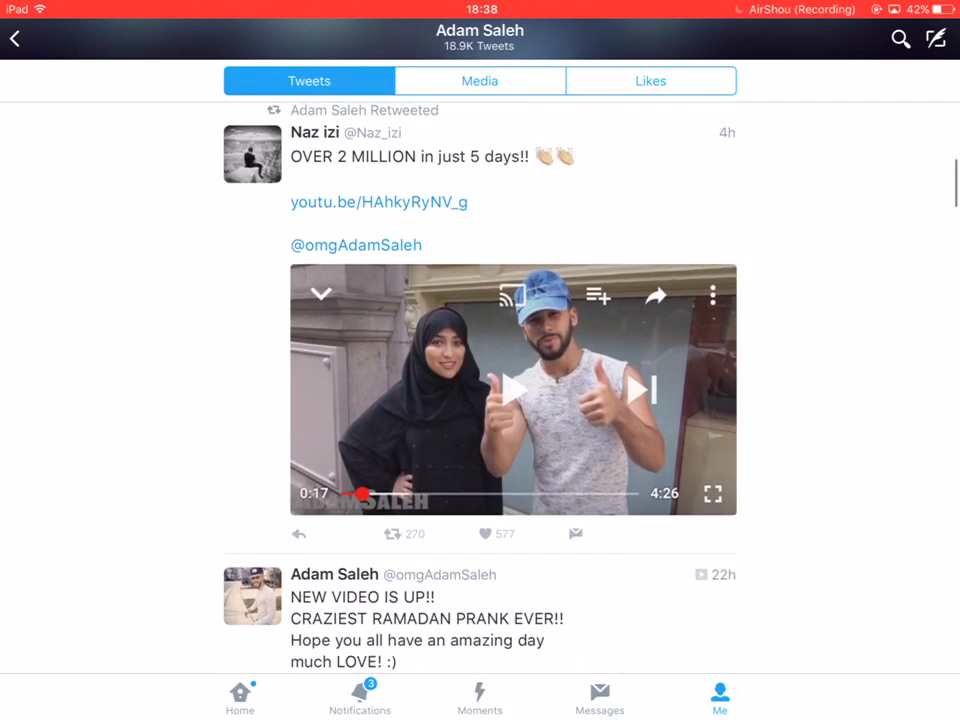 iPad 18:38 AirShou (Recording) 42%
Adam Saleh
18.9K Tweets
Tweets Media Likes
Adam Saleh Retweeted
Naz izi @Naz_izi 4h
OVER 2 MILLION in just 5 days!! 👏🏼👏🏼
youtu.be/HAhkyRyNV_g
@omgAdamSaleh
0:17 4:26
ADAMSALEH
270 577
Adam Saleh @omgAdamSaleh 22h
NEW VIDEO IS UP!!
CRAZIEST RAMADAN PRANK EVER!!
Hope you all have an amazing day
much LOVE! :)
3
Home Notifications Moments Messages Me